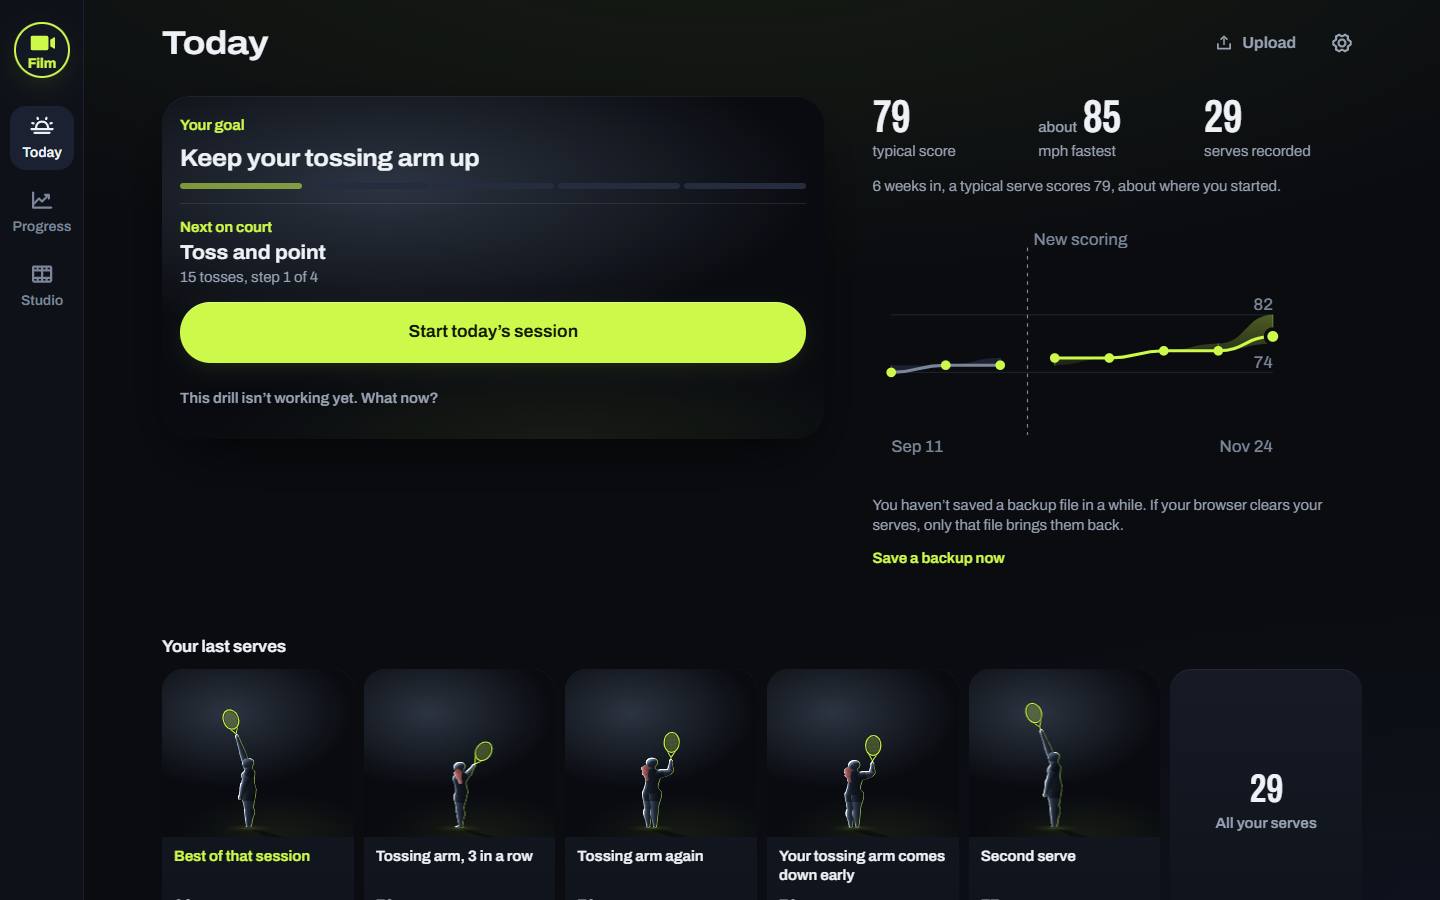 Film
Today
Progress
Studio
Today
Upload
Your goal
Keep your tossing arm up
Next on court
Toss and point
15 tosses, step 1 of 4
Start today’s session
This drill isn’t working yet. What now?
79
typical score
about 85
mph fastest
29
serves recorded
6 weeks in, a typical serve scores 79, about where you started.
New scoring
82
74
Sep 11
Nov 24
You haven’t saved a backup file in a while. If your browser clears your
serves, only that file brings them back.
Save a backup now
Your last serves
Best of that session
Tossing arm, 3 in a row
Tossing arm again
Your tossing arm comes
down early
Second serve
29
All your serves